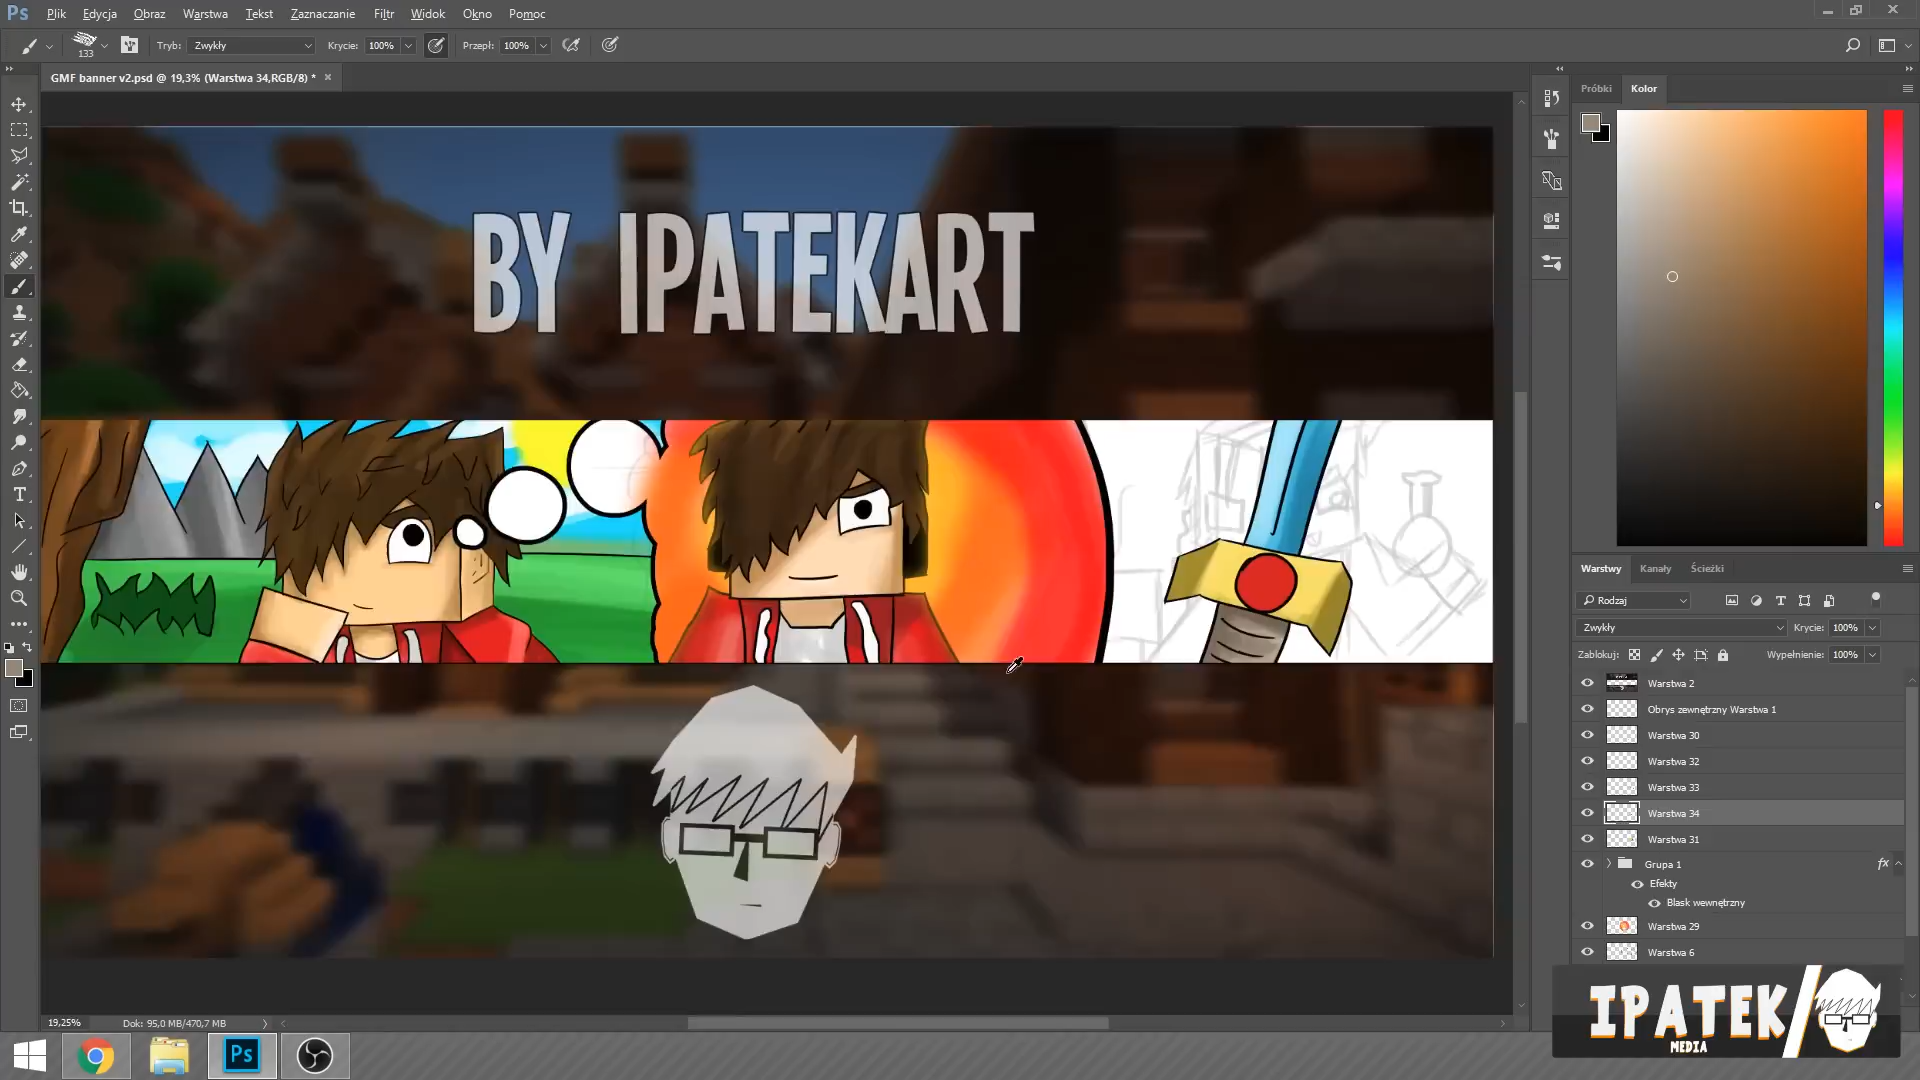 Ps Plik Edycja Obraz Warstwa Tekst Zaznaczanie Filtr Widok Okno Pomoc
133 Tryb: Zwykły Krycie: 100% Przepł: 100%
GMF banner v2.psd @ 19,3% (Warstwa 34,RGB/8) * ×
Próbki Kolor
BY IPATEKART
Warstwy Kanały Ścieżki
Rodzaj
Zwykły Krycie: 100%
Zablokuj: Wypełnienie: 100%
Warstwa 2
Obrys zewnętrzny Warstwa 1
Warstwa 30
Warstwa 32
Warstwa 33
Warstwa 34
Warstwa 31
Grupa 1 fx
Efekty
Blask wewnętrzny
Warstwa 29
Warstwa 6
19,25% Dok: 95,0 MB/470,7 MB
IPATEK
MEDIA
Ps